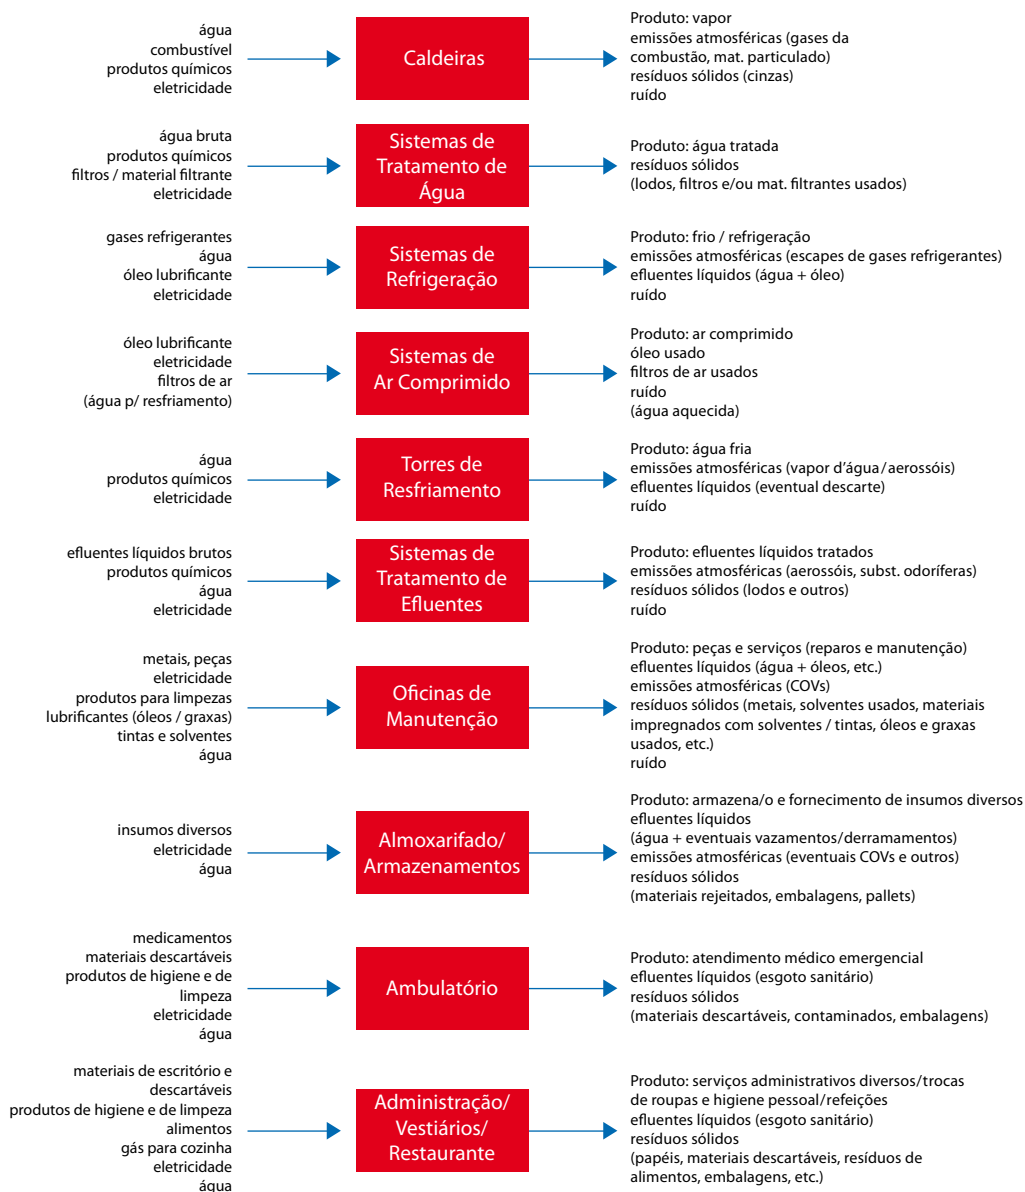 água
combustível
produtos químicos
eletricidade
Caldeiras
Produto: vapor
emissões atmosféricas (gases da
combustão, mat. particulado)
resíduos sólidos (cinzas)
ruído
água bruta
produtos químicos
filtros / material filtrante
eletricidade
Sistemas de
Tratamento de
Água
Produto: água tratada
resíduos sólidos
(lodos, filtros e/ou mat. filtrantes usados)
gases refrigerantes
água
óleo lubrificante
eletricidade
Sistemas de
Refrigeração
Produto: frio / refrigeração
emissões atmosféricas (escapes de gases refrigerantes)
efluentes líquidos (água + óleo)
ruído
óleo lubrificante
eletricidade
filtros de ar
(água p/ resfriamento)
Sistemas de
Ar Comprimido
Produto: ar comprimido
óleo usado
filtros de ar usados
ruído
(água aquecida)
água
produtos químicos
eletricidade
Torres de
Resfriamento
Produto: água fria
emissões atmosféricas (vapor d’água/aerossóis)
efluentes líquidos (eventual descarte)
ruído
efluentes líquidos brutos
produtos químicos
água
eletricidade
Sistemas de
Tratamento de
Efluentes
Produto: efluentes líquidos tratados
emissões atmosféricas (aerossóis, subst. odoríferas)
resíduos sólidos (lodos e outros)
ruído
metais, peças
eletricidade
produtos para limpezas
lubrificantes (óleos / graxas)
tintas e solventes
água
Oficinas de
Manutenção
Produto: peças e serviços (reparos e manutenção)
efluentes líquidos (água + óleos, etc.)
emissões atmosféricas (COVs)
resíduos sólidos (metais, solventes usados, materiais
impregnados com solventes / tintas, óleos e graxas
usados, etc.)
ruído
insumos diversos
eletricidade
água
Almoxarifado/
Armazenamentos
Produto: armazena/o e fornecimento de insumos diversos
efluentes líquidos
(água + eventuais vazamentos/derramamentos)
emissões atmosféricas (eventuais COVs e outros)
resíduos sólidos
(materiais rejeitados, embalagens, pallets)
medicamentos
materiais descartáveis
produtos de higiene e de
limpeza
eletricidade
água
Ambulatório
Produto: atendimento médico emergencial
efluentes líquidos (esgoto sanitário)
resíduos sólidos
(materiais descartáveis, contaminados, embalagens)
materiais de escritório e
descartáveis
produtos de higiene e de limpeza
alimentos
gás para cozinha
eletricidade
água
Administração/
Vestiários/
Restaurante
Produto: serviços administrativos diversos/trocas
de roupas e higiene pessoal/refeições
efluentes líquidos (esgoto sanitário)
resíduos sólidos
(papéis, materiais descartáveis, resíduos de
alimentos, embalagens, etc.)